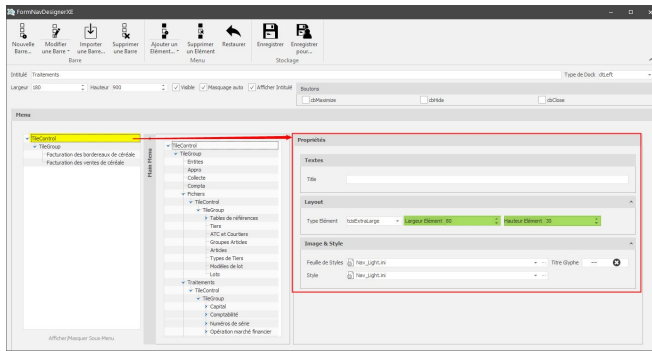 FormNavDesignerXE
Nouvelle Barre...
Modifier une Barre
Importer une Barre...
Supprimer une Barre
Ajouter un Elément...
Supprimer un Elément
Restaurer
Enregistrer
Enregistrer pour...
Barre
Menu
Stockage
Intitulé Traitements
Type de Dock dtLeft
Largeur 180
Hauteur 900
Visible
Masquage auto
Afficher Intitulé
Boutons
cbMaximize
cbHide
cbClose
Menu
TileControl
TileGroup
Facturation des bordereaux de céréale
Facturation des ventes de céréale
Afficher/Masquer Sous Menu
Main Menu
TileControl
TileGroup
Entites
Appro
Collecte
Compta
Fichiers
TileControl
TileGroup
Tables de références
Tiers
ATC et Courtiers
Groupes Articles
Articles
Types de Tiers
Modèles de lot
Lots
Traitements
TileControl
TileGroup
Capital
Comptabilité
Numéros de série
Opération marché financier
Propriétés
Textes
Title
Layout
Type Elément tcisExtraLarge
Largeur Elément 80
Hauteur Elément 30
Image & Style
Feuille de Styles Nav_Light.ini
Titre Glyphe
Style Nav_Light.ini